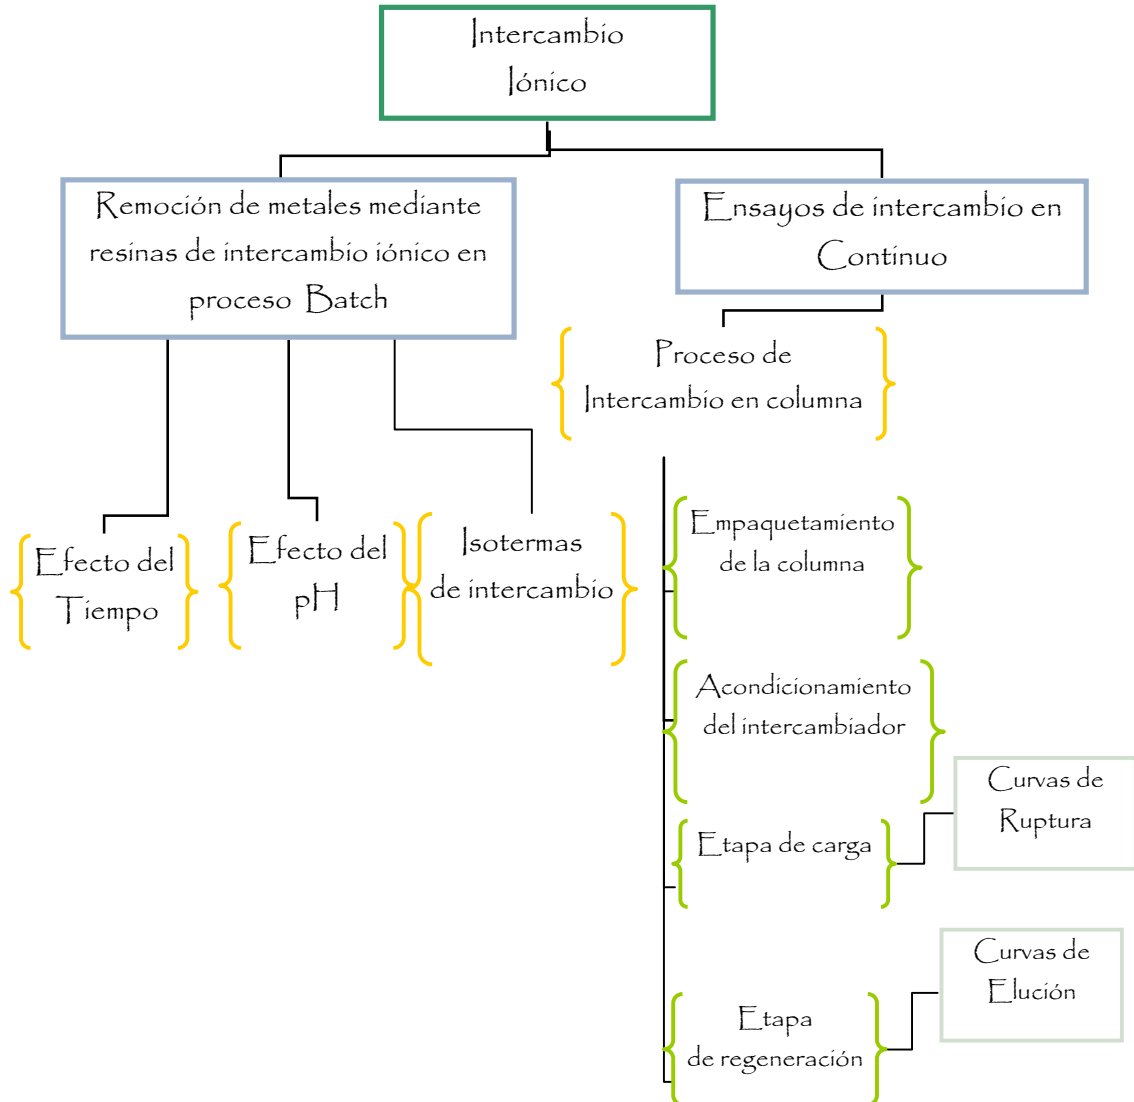 Intercambio
Iónico
Remoción de metales mediante
resinas de intercambio iónico en
proceso Batch
Ensayos de intercambio en
Continuo
Proceso de
Intercambio en columna
Efecto del
Tiempo
Efecto del
pH
Isotermas
de intercambio
Empaquetamiento
de la columna
Acondicionamiento
del intercambiador
Etapa de carga
Curvas de
Ruptura
Etapa
de regeneración
Curvas de
Elución